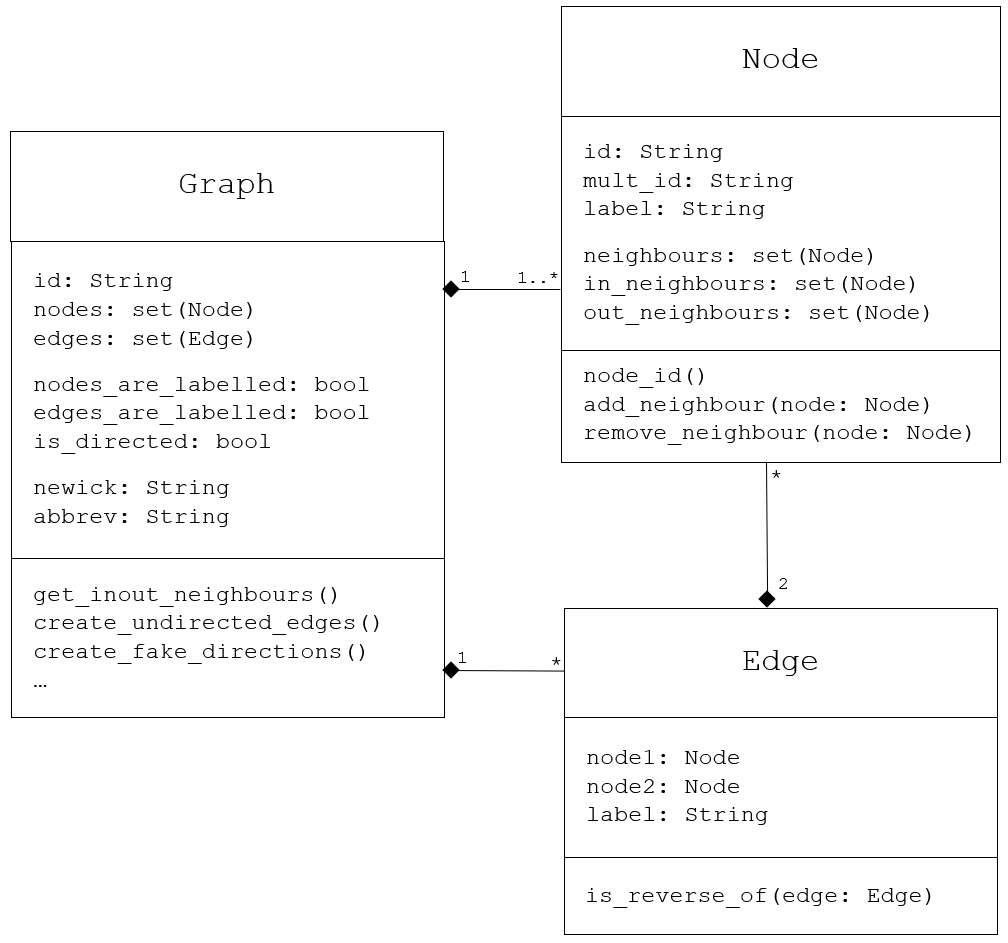 Graph
id: String
nodes: set(Node)
edges: set(Edge)
nodes_are_labelled: bool
edges_are_labelled: bool
is_directed: bool
newick: String
abbrev: String
get_inout_neighbours()
create_undirected_edges()
create_fake_directions()
…
1
1..*
1
*
Node
id: String
mult_id: String
label: String
neighbours: set(Node)
in_neighbours: set(Node)
out_neighbours: set(Node)
node_id()
add_neighbour(node: Node)
remove_neighbour(node: Node)
*
2
Edge
node1: Node
node2: Node
label: String
is_reverse_of(edge: Edge)